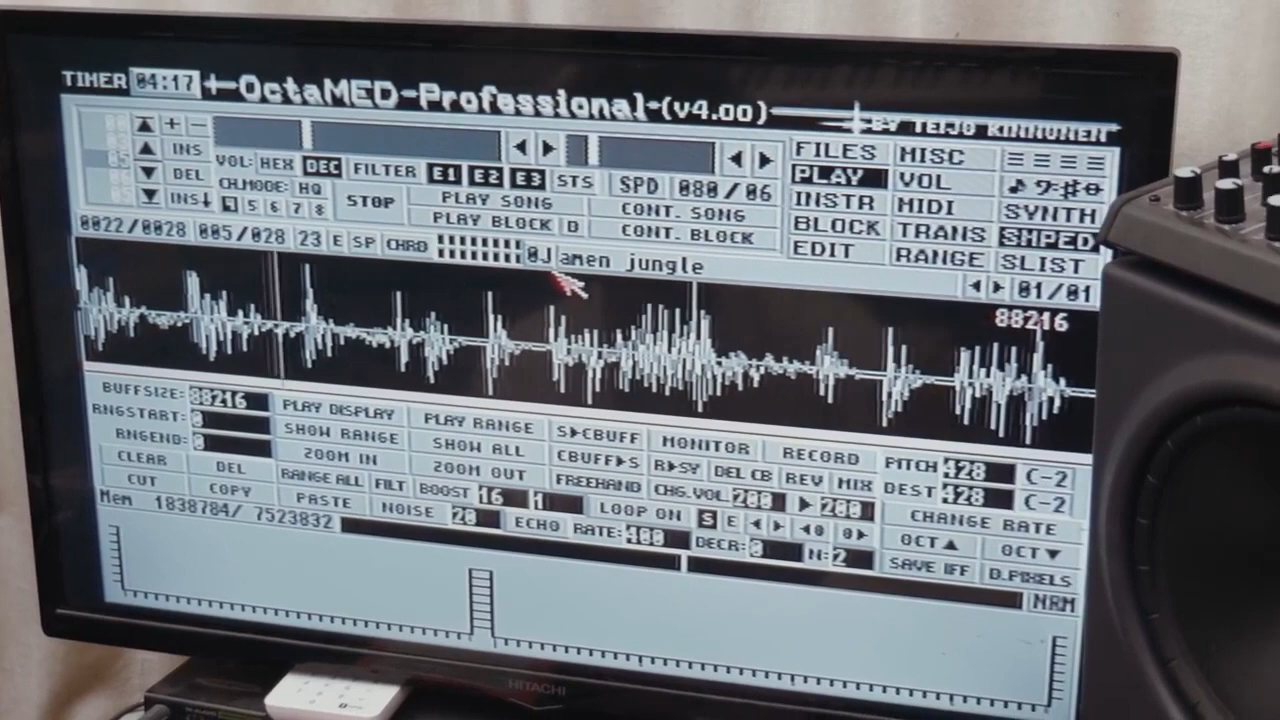 TIMER 04:17 OctaMED-Professional-(v4.00) BY TEIJO KINNUNEN
+ - FILES MISC
INS VOL: HEX DEC FILTER E1 E2 E3 STS SPD 080/06 PLAY VOL
DEL CH.MODE: HQ STOP PLAY SONG CONT. SONG INSTR MIDI SYNTH
INS↓ 4 5 6 7 8 PLAY BLOCK D CONT. BLOCK BLOCK TRANS SMPED
0022/0028 005/028 23 E SP CHRD 0J amen jungle EDIT RANGE SLIST
01/01
88216
BUFFSIZE: 88216 PLAY DISPLAY PLAY RANGE S▶CBUFF MONITOR RECORD PITCH 428 C-2
RNGSTART: 0 SHOW RANGE SHOW ALL CBUFF▶S R▶SY DEL CB REV MIX DEST 428 C-2
RNGEND: 0 ZOOM IN ZOOM OUT FREEHAND CHG.VOL 200 ▶ 200 CHANGE RATE
CLEAR DEL RANGE ALL FILT BOOST 16 1 LOOP ON S E ◀ ▶ ◀0 0▶ OCT▲ OCT▼
CUT COPY PASTE NOISE 20 ECHO RATE: 400 DECR: 0 N: 2 SAVE IFF D.PIXELS
Mem 1838784/ 7523832 NRM
HITACHI